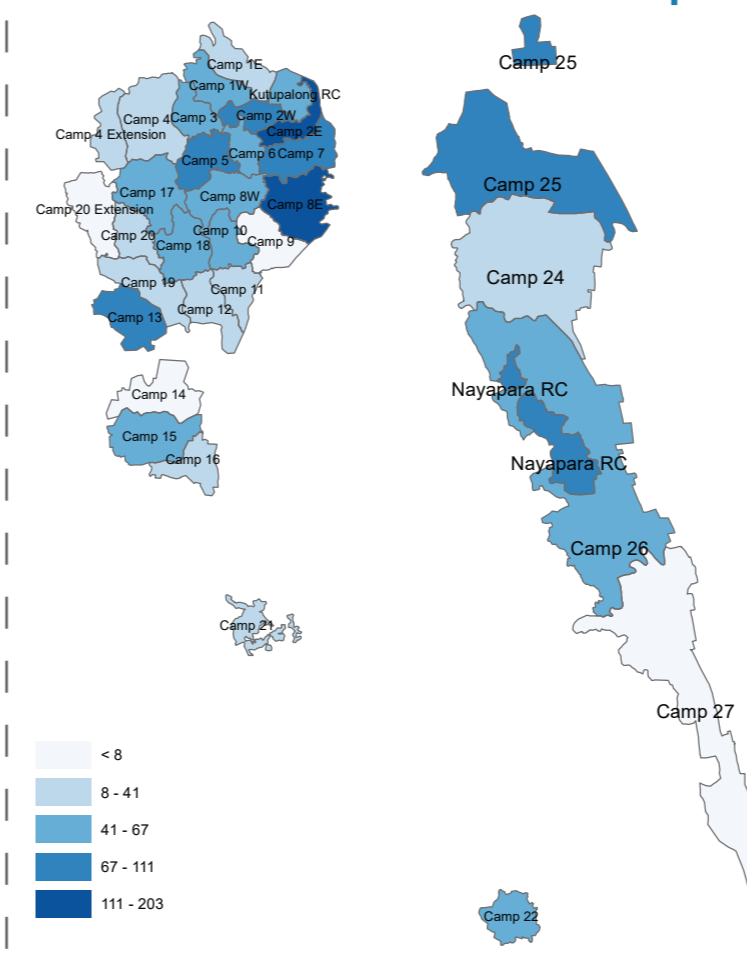 Camp 25
Camp 1E
Camp 1W
Kutupalong RC
Camp 4
Camp 3
Camp 2W
Camp 4 Extension
Camp 2E
Camp 5
Camp 6
Camp 7
Camp 17
Camp 8W
Camp 8E
Camp 20 Extension
Camp 20
Camp 18
Camp 10
Camp 9
Camp 19
Camp 11
Camp 12
Camp 13
Camp 14
Camp 15
Camp 16
Camp 21
Camp 25
Camp 24
Nayapara RC
Nayapara RC
Camp 26
Camp 27
Camp 22
< 8
8 - 41
41 - 67
67 - 111
111 - 203